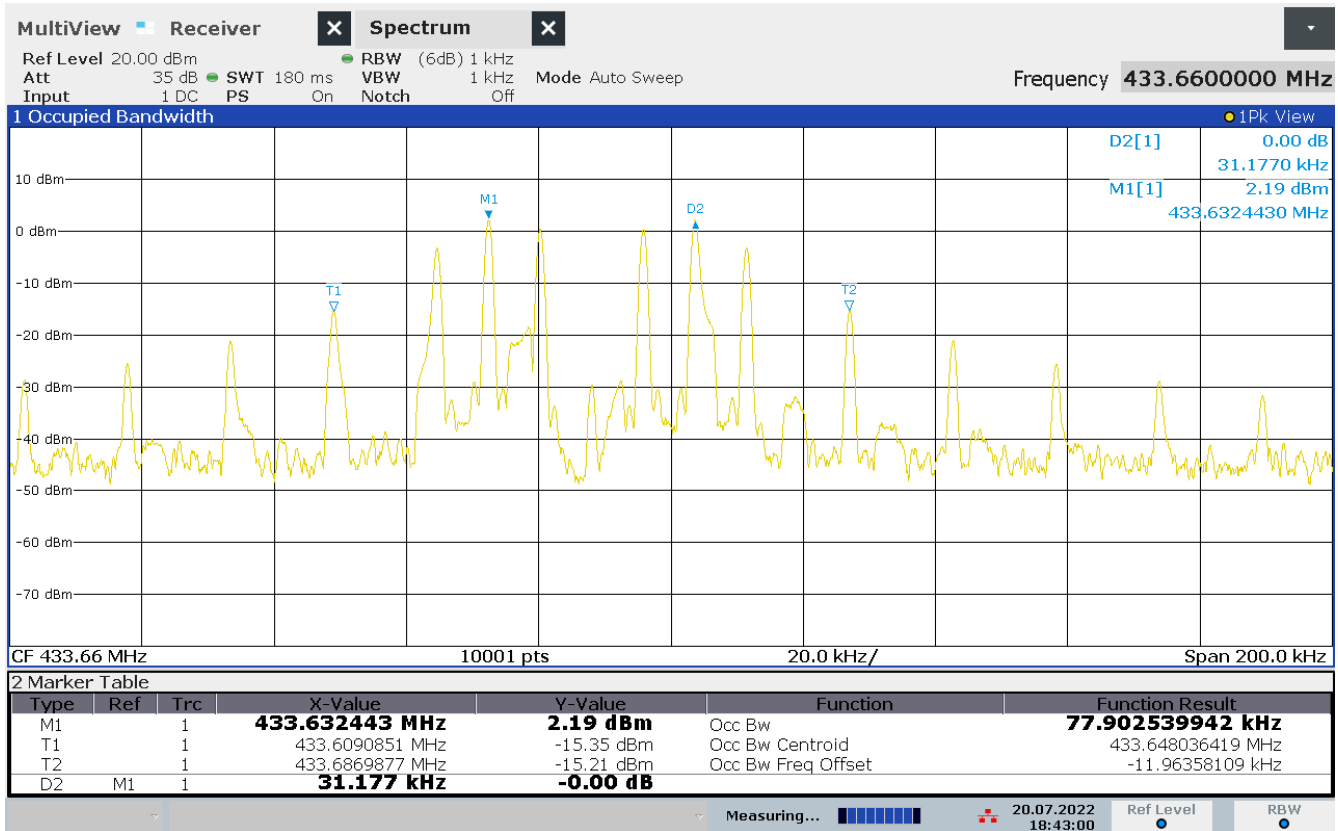 MultiView Receiver X Spectrum X
Ref Level 20.00 dBm RBW (6dB) 1 kHz
Att 35 dB SWT 180 ms VBW 1 kHz Mode Auto Sweep Frequency 433.6600000 MHz
Input 1 DC PS On Notch Off
1 Occupied Bandwidth 1Pk View
D2[1] 0.00 dB
31.1770 kHz
M1[1] 2.19 dBm
433.6324430 MHz
10 dBm
M1
D2
0 dBm
-10 dBm
T1
T2
-20 dBm
-30 dBm
-40 dBm
-50 dBm
-60 dBm
-70 dBm
CF 433.66 MHz 10001 pts 20.0 kHz/ Span 200.0 kHz
2 Marker Table
Type Ref Trc X-Value Y-Value Function Function Result
M1 1 433.632443 MHz 2.19 dBm Occ Bw 77.902539942 kHz
T1 1 433.6090851 MHz -15.35 dBm Occ Bw Centroid 433.648036419 MHz
T2 1 433.6869877 MHz -15.21 dBm Occ Bw Freq Offset -11.96358109 kHz
D2 M1 1 31.177 kHz -0.00 dB
Measuring... 20.07.2022 Ref Level RBW
18:43:00